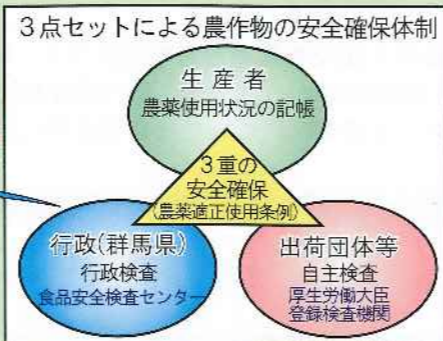 3点セットによる農作物の安全確保体制
生産者
農薬使用状況の記帳
3重の
安全確保
(農薬適正使用条例)
行政(群馬県)
行政検査
食品安全検査センター
出荷団体等
自主検査
厚生労働大臣
登録検査機関